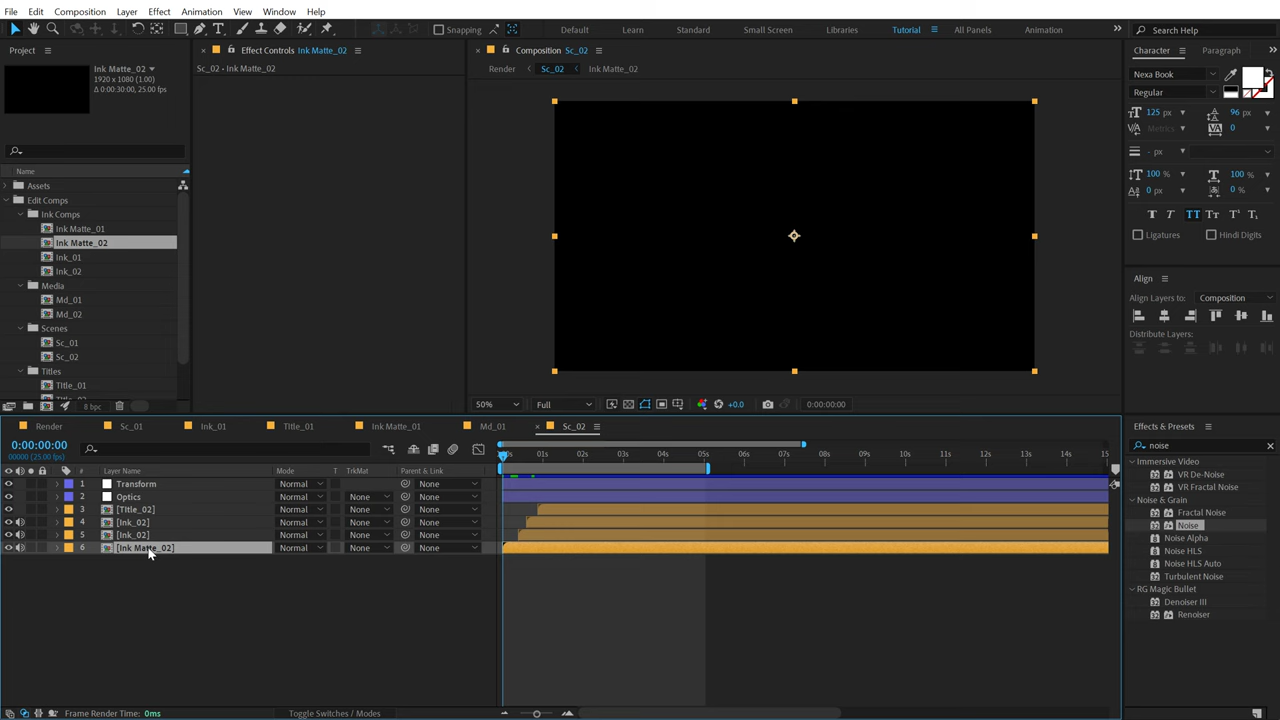 File Edit Composition Layer Effect Animation View Window Help
Snapping Default Learn Standard Small Screen Libraries Tutorial All Panels Animation Search Help
Project Effect Controls Ink Matte_02 Composition Sc_02 Character Paragraph
Ink Matte_02
1920 x 1080 (1.00)
Δ 0:00:30:00, 25.00 fps
Sc_02 • Ink Matte_02
Render Sc_02 Ink Matte_02
Nexa Book
Regular
125 px 96 px
Metrics 0
- px
100 % 100 %
0 px 0 %
Ligatures Hindi Digits
Name
Assets
Edit Comps
Ink Comps
Ink Matte_01
Ink Matte_02
Ink_01
Ink_02
Media
Md_01
Md_02
Scenes
Sc_01
Sc_02
Titles
Title_01
8 bpc
Align
Align Layers to: Composition
Distribute Layers:
50% Full +0.0 0:00:00:00
Render Sc_01 Ink_01 Title_01 Ink Matte_01 Md_01 Sc_02
0:00:00:00
00000 (25.00 fps)
01s 02s 03s 04s 05s 06s 07s 08s 09s 10s 11s 12s 13s 14s 15s
# Layer Name Mode T TrkMat Parent & Link
1 Transform Normal None
2 Optics Normal None None
3 [Title_02] Normal None None
4 [Ink_02] Normal None None
5 [Ink_02] Normal None None
6 [Ink Matte_02] Normal None None
Effects & Presets
noise
Immersive Video
VR De-Noise
VR Fractal Noise
Noise & Grain
Fractal Noise
Noise
Noise Alpha
Noise HLS
Noise HLS Auto
Turbulent Noise
RG Magic Bullet
Denoiser III
Renoiser
Frame Render Time: 0ms Toggle Switches / Modes